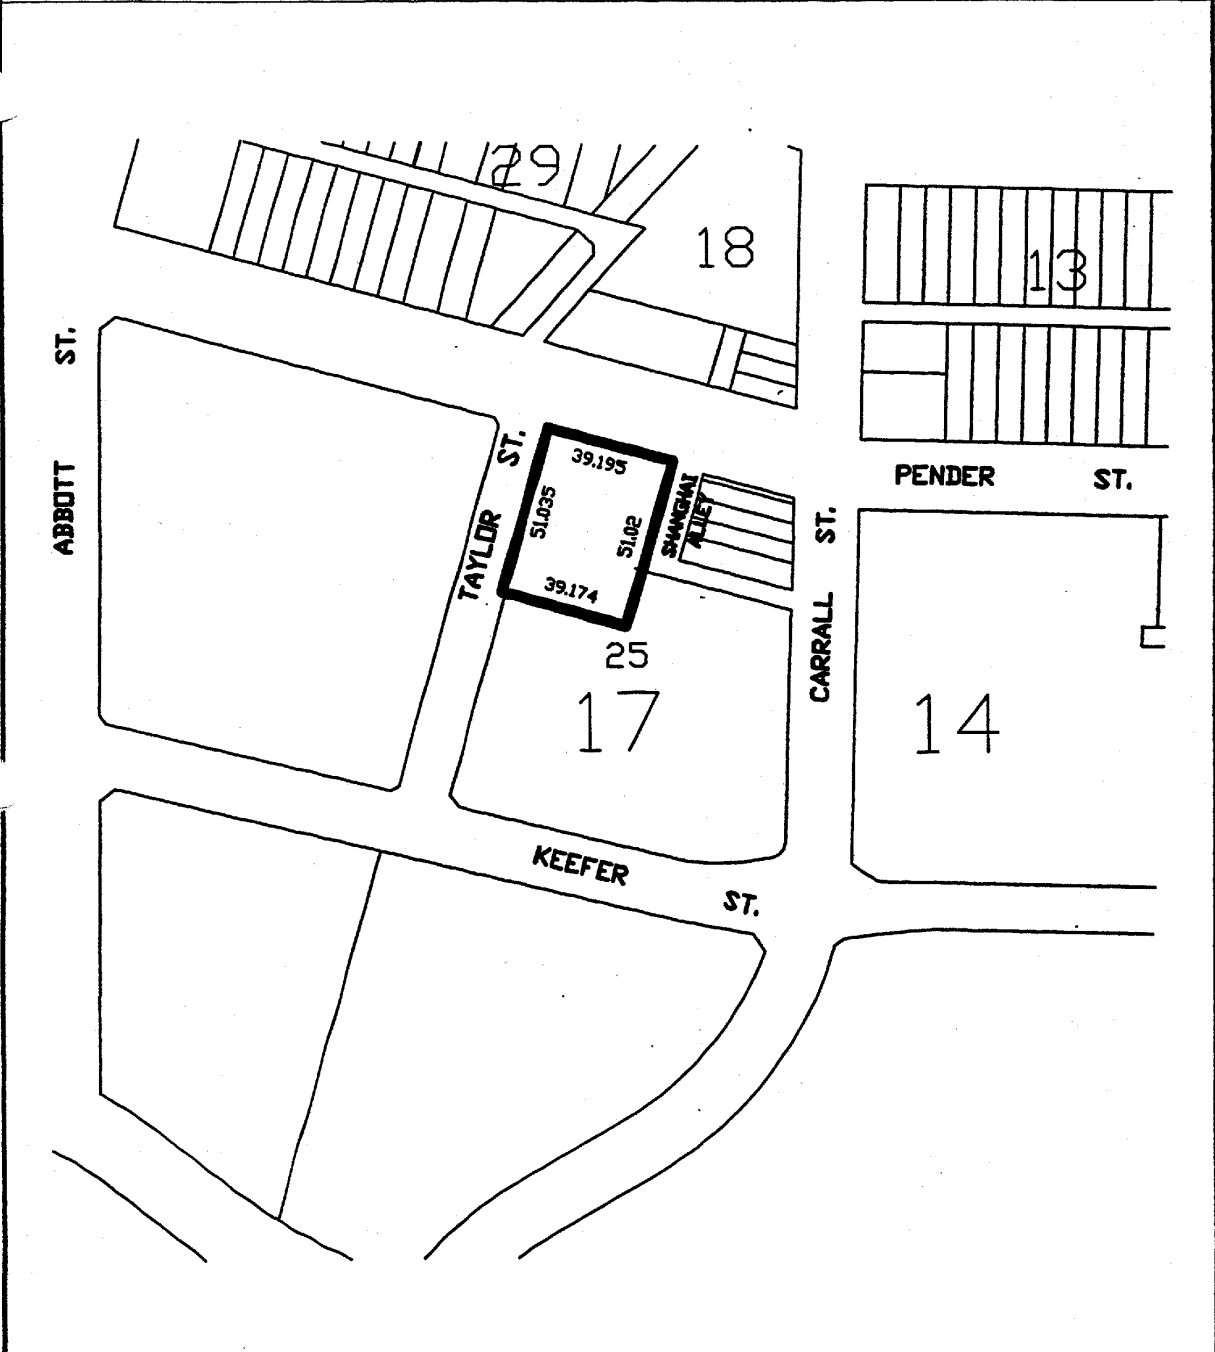 29
18
13
ABBOTT ST.
TAYLOR ST.
39.195
51.035
51.02
39.174
SHANGHAI
ALLEY
PENDER ST.
CARRALL ST.
25
17
14
KEEFER ST.